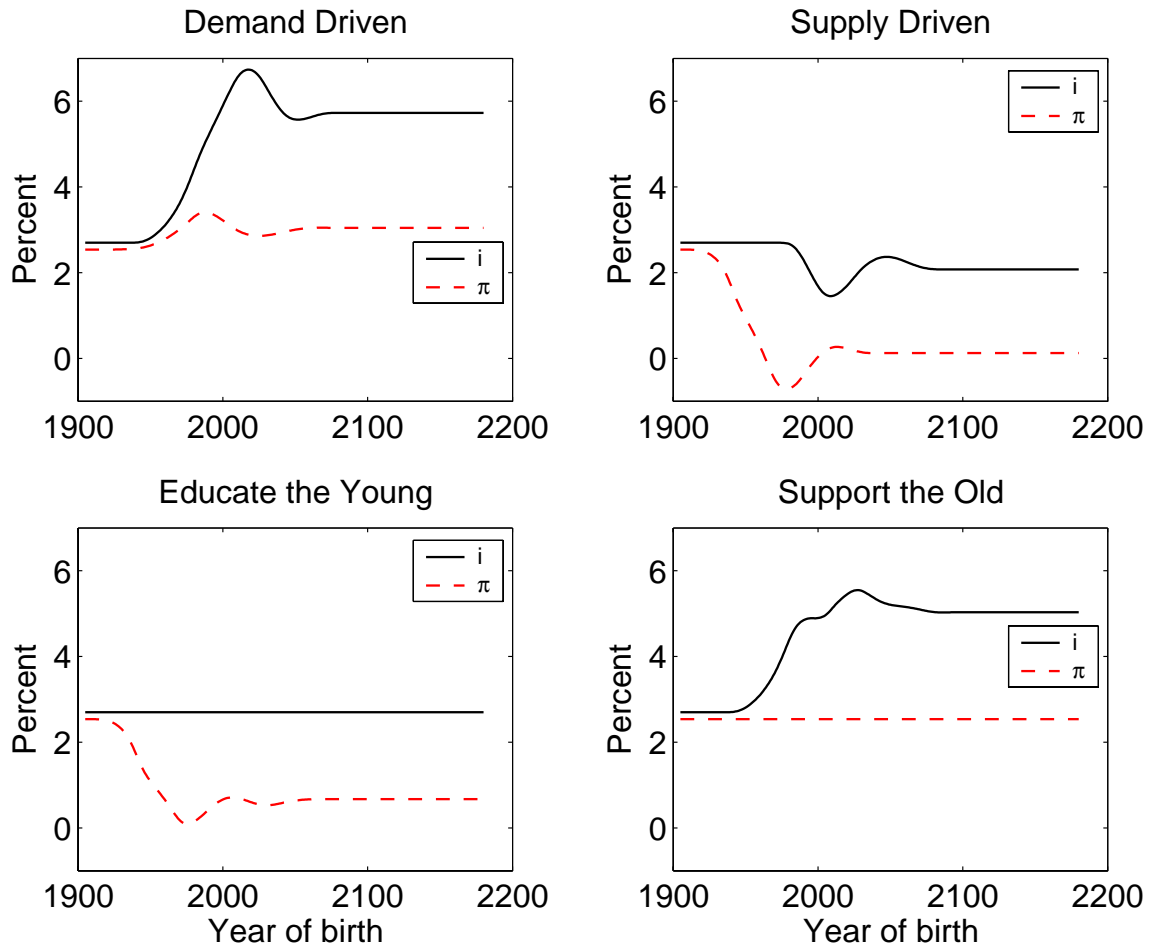 Demand Driven
Percent
6
4
2
0
i
π
1900 2000 2100 2200
Supply Driven
Percent
6
4
2
0
i
π
1900 2000 2100 2200
Educate the Young
Percent
6
4
2
0
i
π
1900 2000 2100 2200
Year of birth
Support the Old
Percent
6
4
2
0
i
π
1900 2000 2100 2200
Year of birth